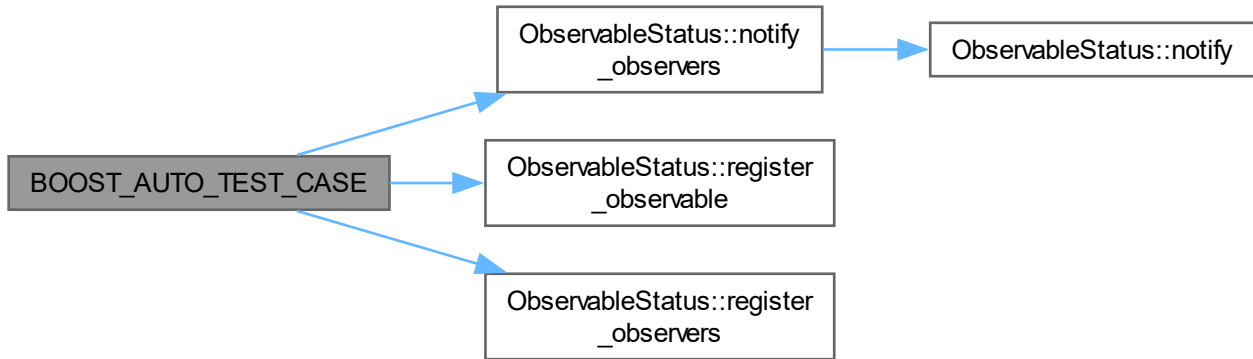 ObservableStatus::notify
_observers
ObservableStatus::notify
BOOST_AUTO_TEST_CASE
ObservableStatus::register
_observable
ObservableStatus::register
_observers